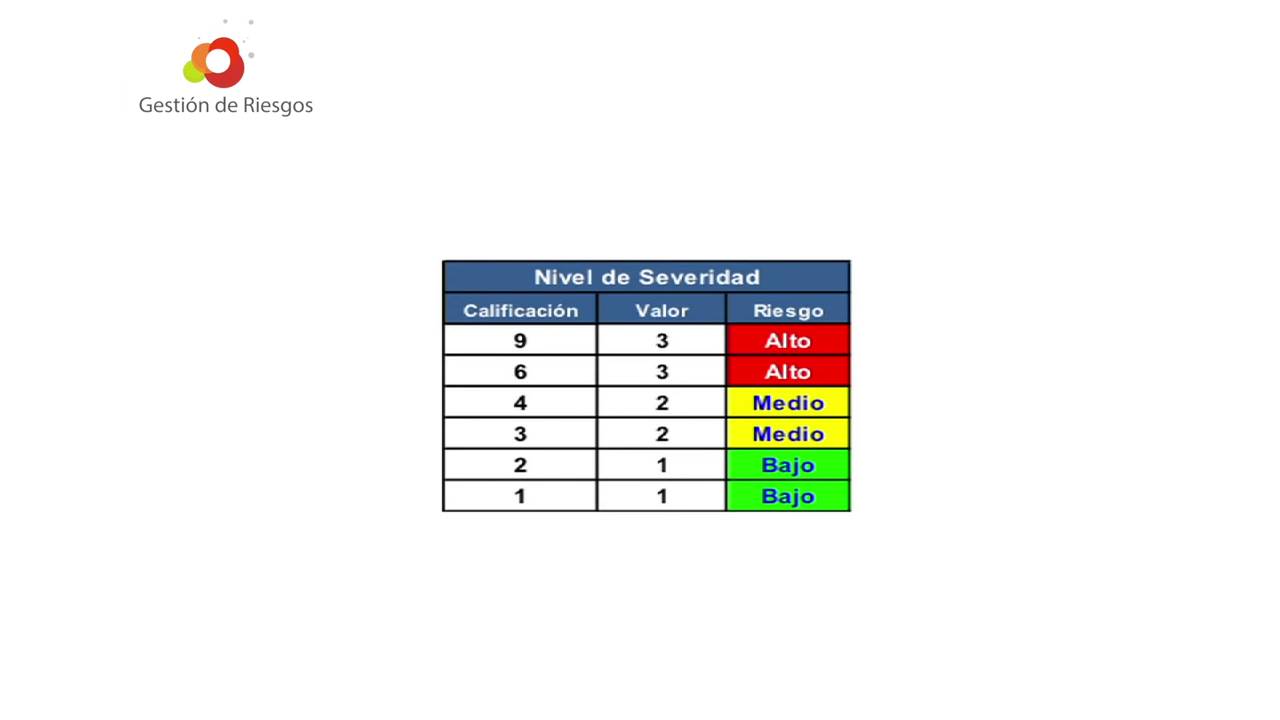 Gestión de Riesgos
Nivel de Severidad
Calificación Valor Riesgo
9 3 Alto
6 3 Alto
4 2 Medio
3 2 Medio
2 1 Bajo
1 1 Bajo